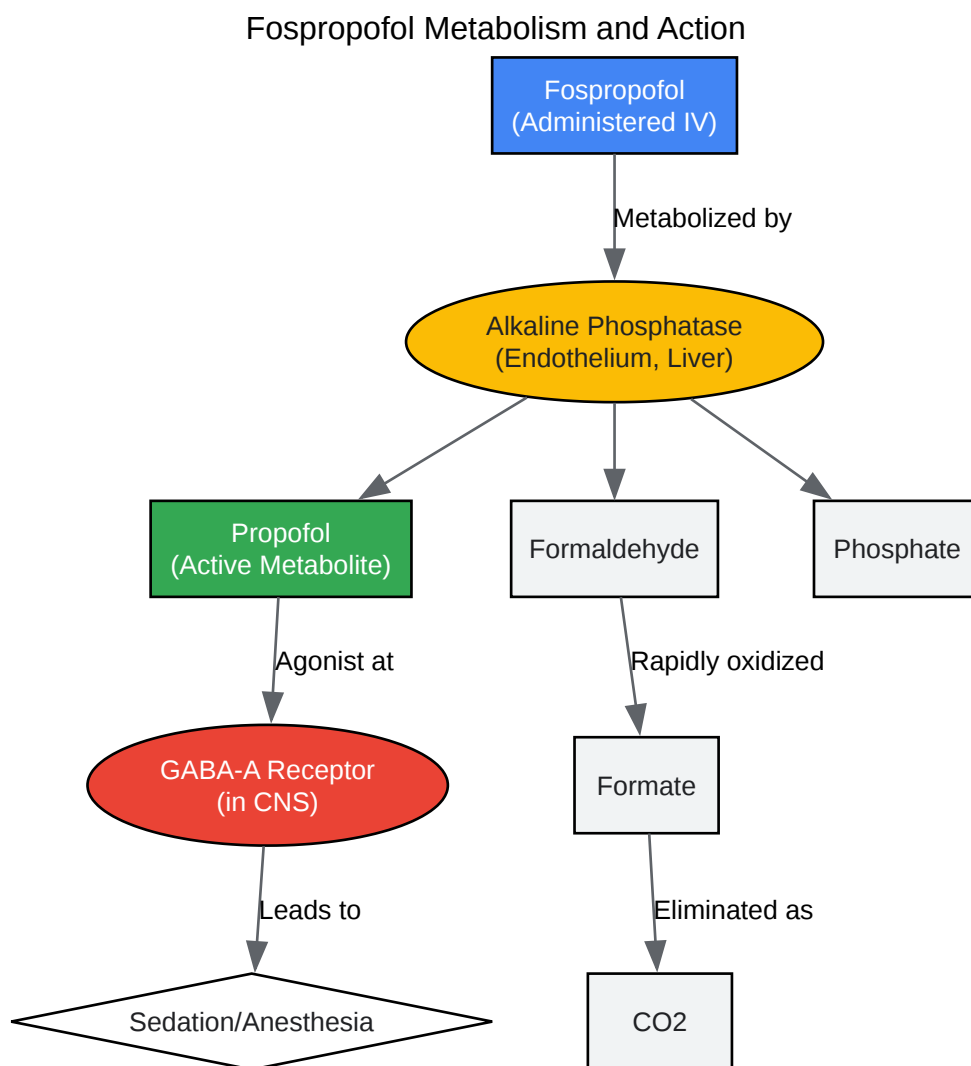 Fospropofol Metabolism and Action
Fospropofol
(Administered IV)
Metabolized by
Alkaline Phosphatase
(Endothelium, Liver)
Propofol
(Active Metabolite)
Formaldehyde
Phosphate
Agonist at
Rapidly oxidized
GABA-A Receptor
(in CNS)
Formate
Leads to
Eliminated as
Sedation/Anesthesia
CO2